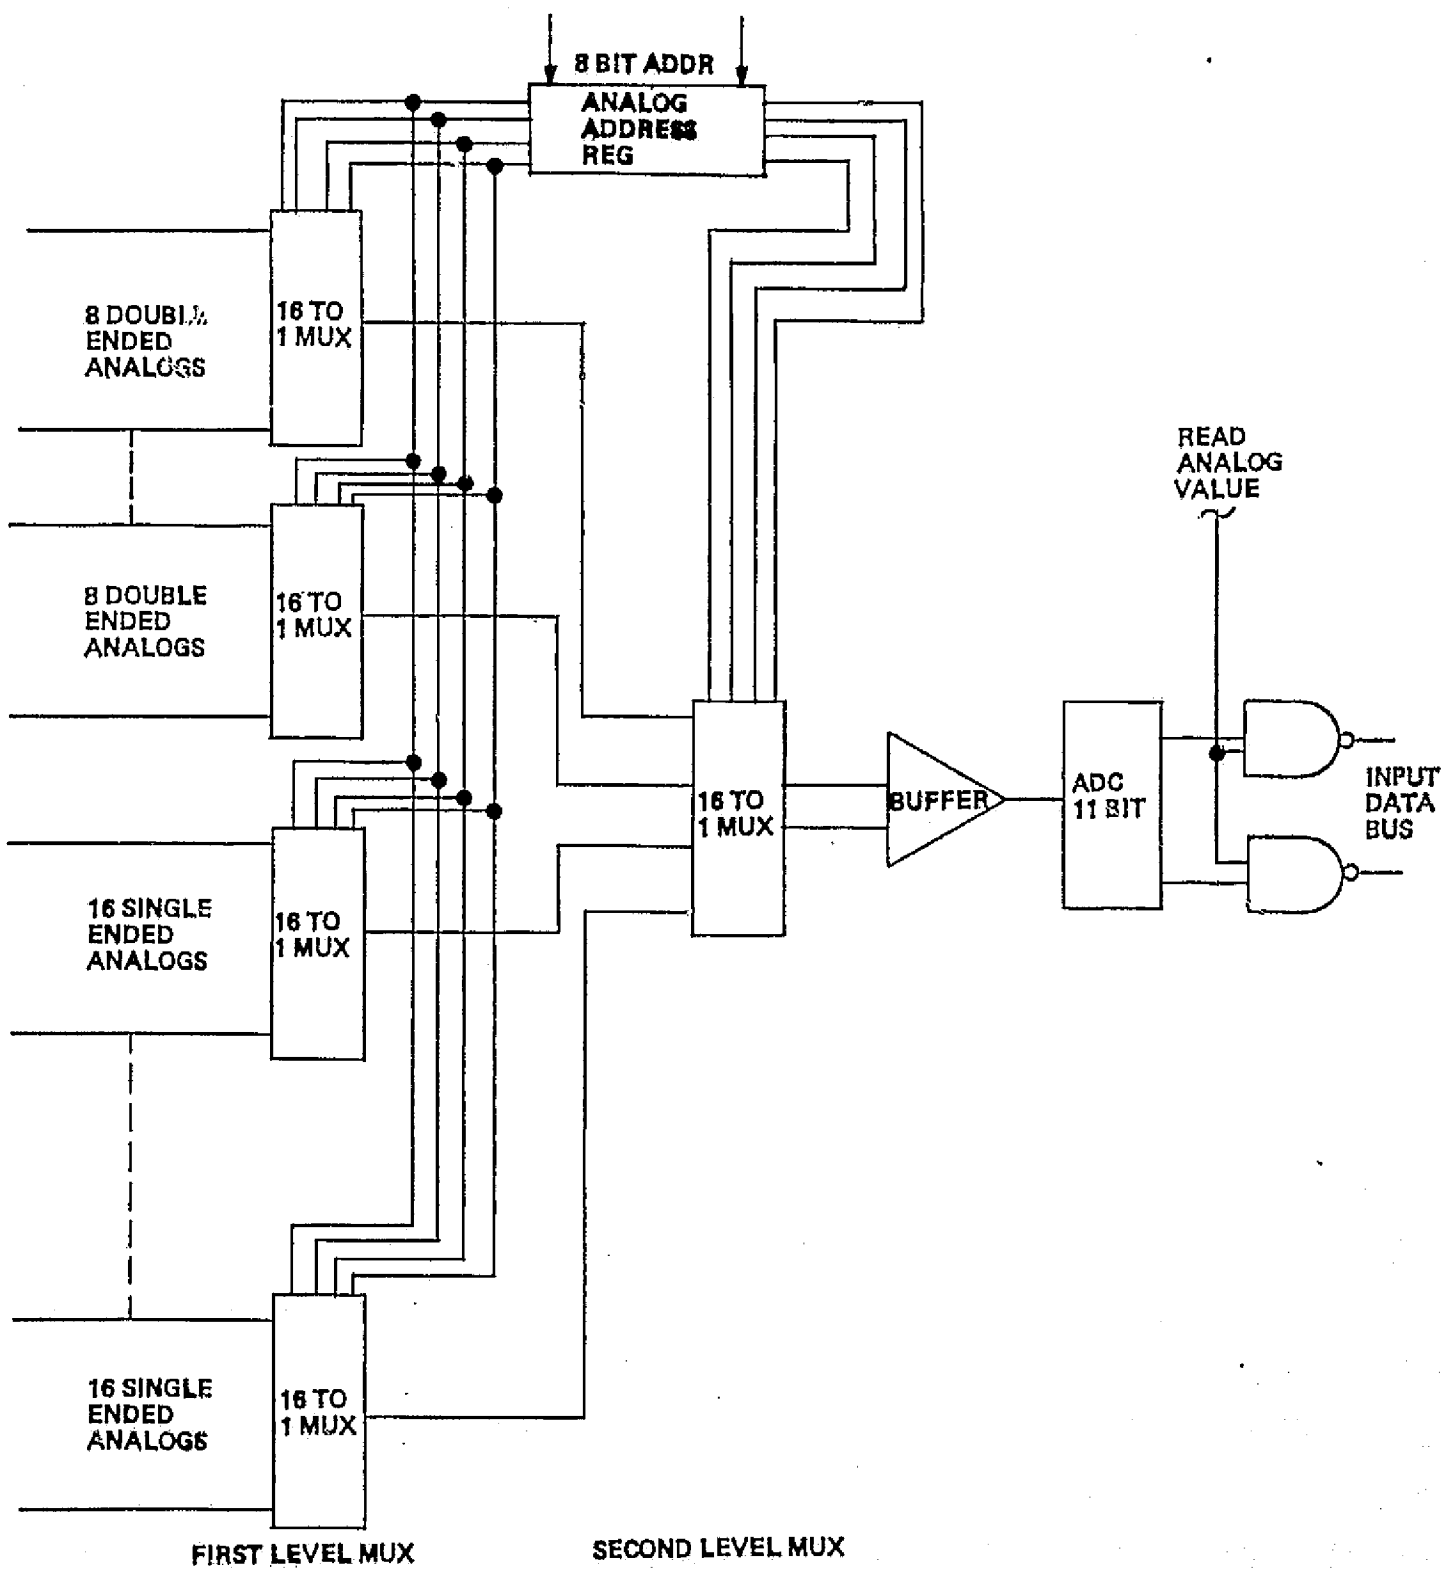 8 BIT ADDR
ANALOG
ADDRESS
REG
8 DOUBLE
ENDED
ANALOGS
16 TO
1 MUX
READ
ANALOG
VALUE
8 DOUBLE
ENDED
ANALOGS
16 TO
1 MUX
16 TO
1 MUX
BUFFER
ADC
11 BIT
INPUT
DATA
BUS
16 SINGLE
ENDED
ANALOGS
16 TO
1 MUX
16 SINGLE
ENDED
ANALOGS
16 TO
1 MUX
FIRST LEVEL MUX
SECOND LEVEL MUX